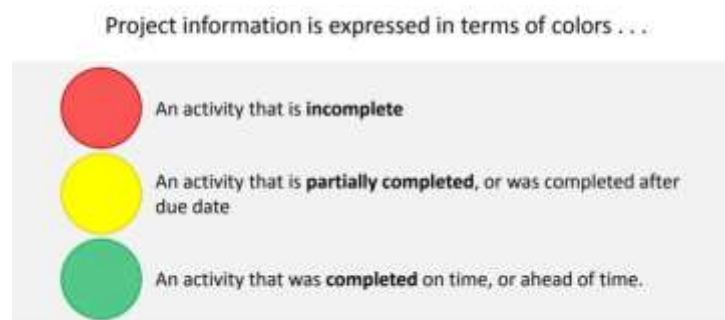 Project information is expressed in terms of colors . . .
An activity that is incomplete
An activity that is partially completed, or was completed after
due date
An activity that was completed on time, or ahead of time.